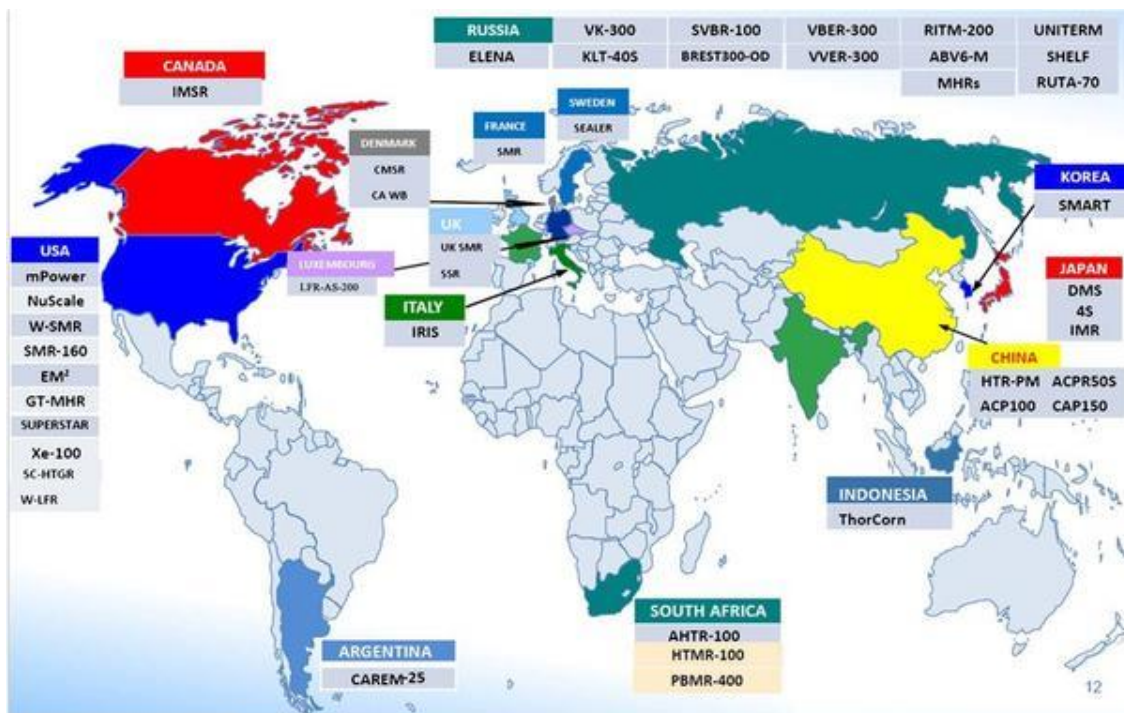 RUSSIA VK-300 SVBR-100 VBER-300 RITM-200 UNITERM
ELENA KLT-40S BREST300-OD VVER-300 ABV6-M SHELF
MHRs RUTA-70
CANADA
IMSR
SWEDEN
SEALER
FRANCE
SMR
DENMARK
CMSR
CA WB
KOREA
SMART
UK
UK SMR
SSR
USA
mPower
NuScale
W-SMR
SMR-160
EM²
GT-MHR
SUPERSTAR
Xe-100
SC-HTGR
W-LFR
LUXEMBOURG
LFR-AS-200
ITALY
IRIS
JAPAN
DMS
4S
IMR
CHINA
HTR-PM ACPR50S
ACP100 CAP150
INDONESIA
ThorCorn
SOUTH AFRICA
AHTR-100
HTMR-100
PBMR-400
ARGENTINA
CAREM-25
12